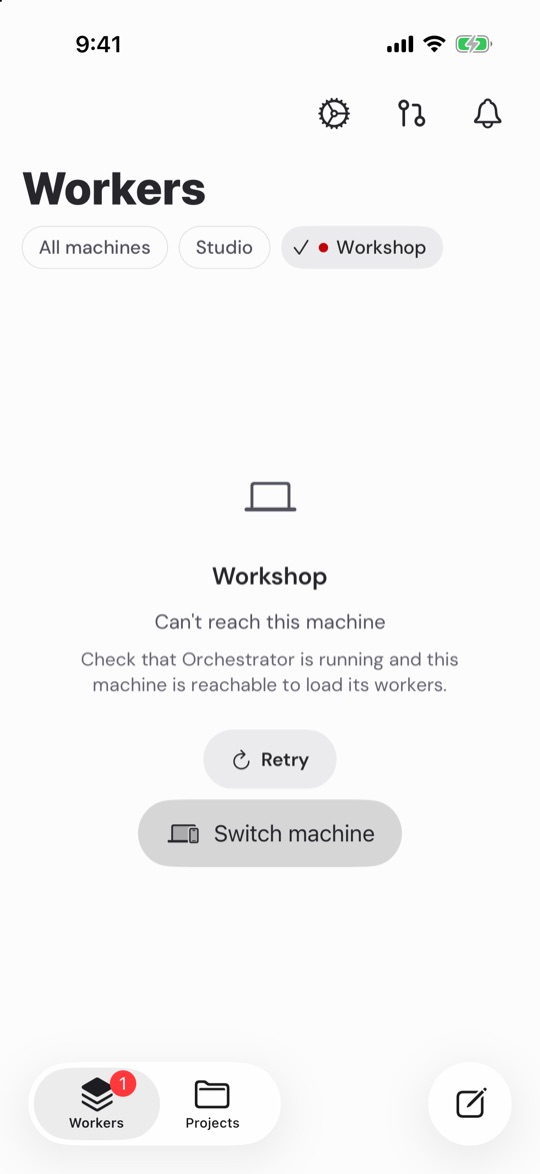 9:41
Workers
All machines
Studio
Workshop
Workshop
Can't reach this machine
Check that Orchestrator is running and this
machine is reachable to load its workers.
Retry
Switch machine
1
Workers
Projects